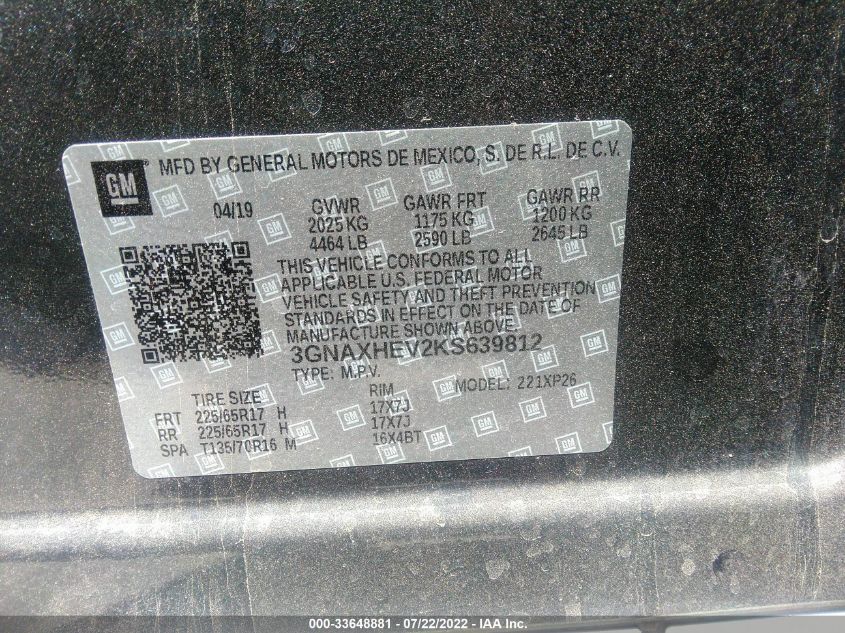 GM MFD BY GENERAL MOTORS DE MEXICO, S. DE R.L. DE C.V.
04/19 GVWR GAWR FRT GAWR RR
2025 KG 1175 KG 1200 KG
4464 LB 2590 LB 2645 LB
THIS VEHICLE CONFORMS TO ALL
APPLICABLE U.S. FEDERAL MOTOR
VEHICLE SAFETY AND THEFT PREVENTION
STANDARDS IN EFFECT ON THE DATE OF
MANUFACTURE SHOWN ABOVE.
3GNAXHEV2KS639812
TYPE: M.P.V. MODEL: 221XP26
TIRE SIZE RIM
FRT 225/65R17 H 17X7J
RR 225/65R17 H 17X7J
SPA T135/70R16 M 16X4BT
000-33648881 - 07/22/2022 - IAA Inc.